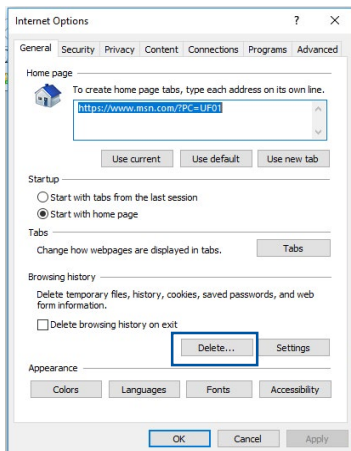 Internet Options ? X
General Security Privacy Content Connections Programs Advanced
Home page
To create home page tabs, type each address on its own line.
https://www.msn.com/?PC=UF01
Use current Use default Use new tab
Startup
Start with tabs from the last session
Start with home page
Tabs
Change how webpages are displayed in tabs. Tabs
Browsing history
Delete temporary files, history, cookies, saved passwords, and web
form information.
Delete browsing history on exit
Delete... Settings
Appearance
Colors Languages Fonts Accessibility
OK Cancel Apply